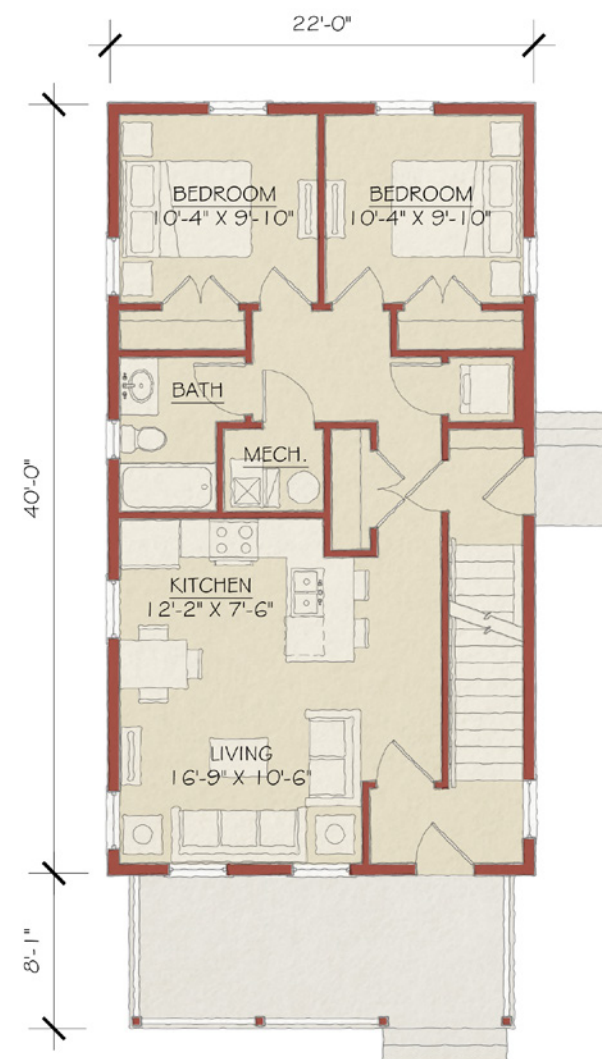 22'-0"
BEDROOM
10'-4" X 9'-10"
BEDROOM
10'-4" X 9'-10"
40'-0"
BATH
MECH.
KITCHEN
12'-2" X 7'-6"
LIVING
16'-9" X 10'-6"
8'-1"